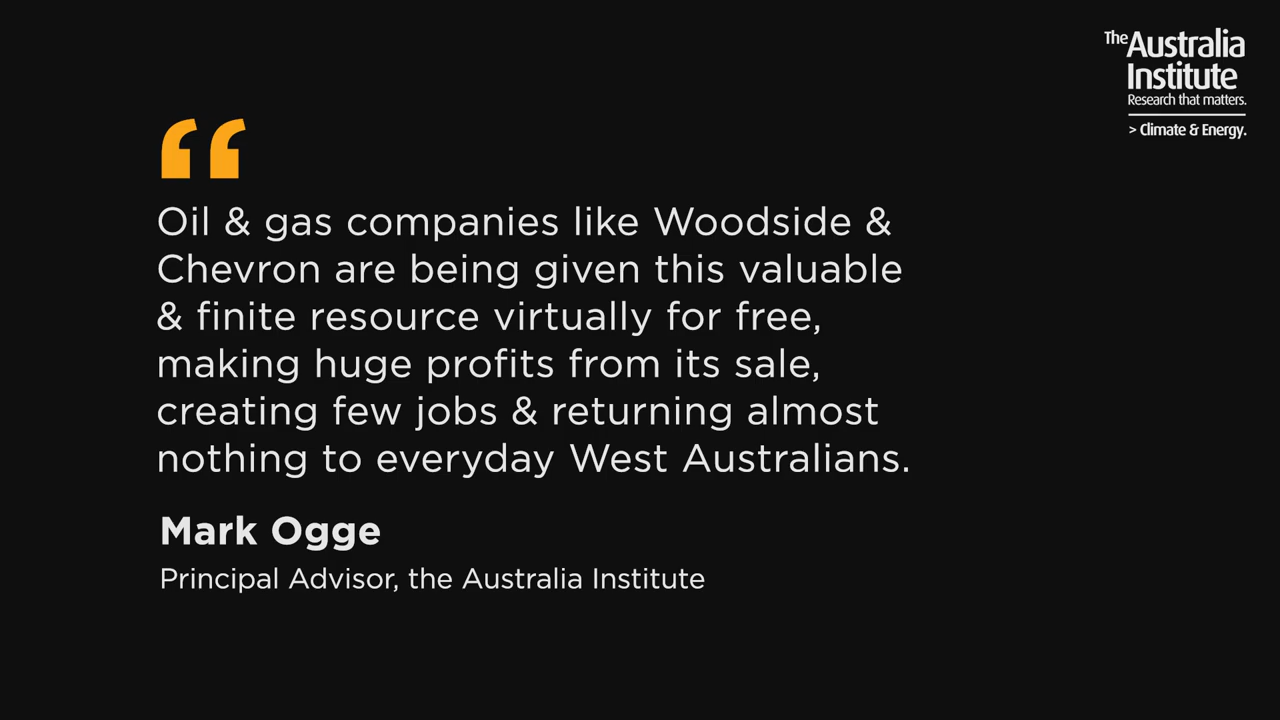 The Australia
Institute
Research that matters.
> Climate & Energy.
Oil & gas companies like Woodside &
Chevron are being given this valuable
& finite resource virtually for free,
making huge profits from its sale,
creating few jobs & returning almost
nothing to everyday West Australians.
Mark Ogge
Principal Advisor, the Australia Institute